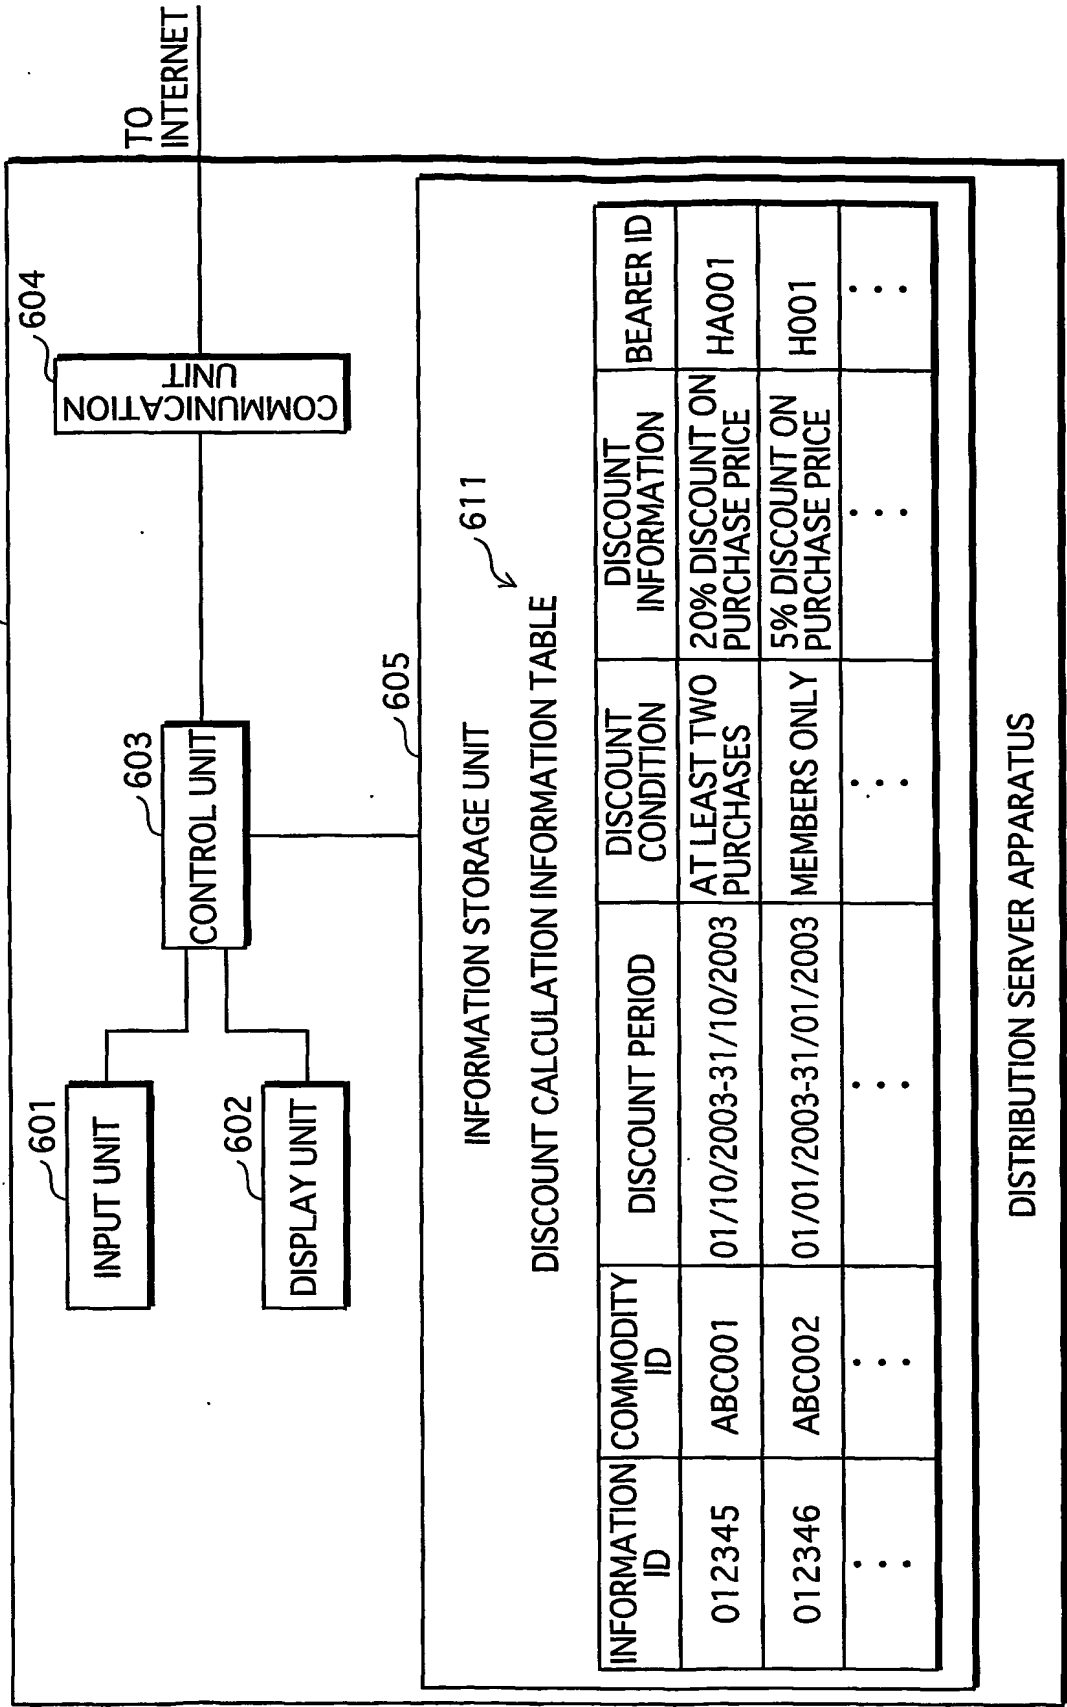 TO
INTERNET
601
INPUT UNIT
602
DISPLAY UNIT
603
CONTROL UNIT
604
COMMUNICATION
UNIT
605
INFORMATION STORAGE UNIT
611
DISCOUNT CALCULATION INFORMATION TABLE
INFORMATION
ID
COMMODITY
ID
DISCOUNT PERIOD
DISCOUNT
CONDITION
DISCOUNT
INFORMATION
BEARER ID
012345
ABC001
01/10/2003-31/10/2003
AT LEAST TWO
PURCHASES
20% DISCOUNT ON
PURCHASE PRICE
HA001
012346
ABC002
01/01/2003-31/01/2003
MEMBERS ONLY
5% DISCOUNT ON
PURCHASE PRICE
H001
...
...
...
...
...
...
DISTRIBUTION SERVER APPARATUS